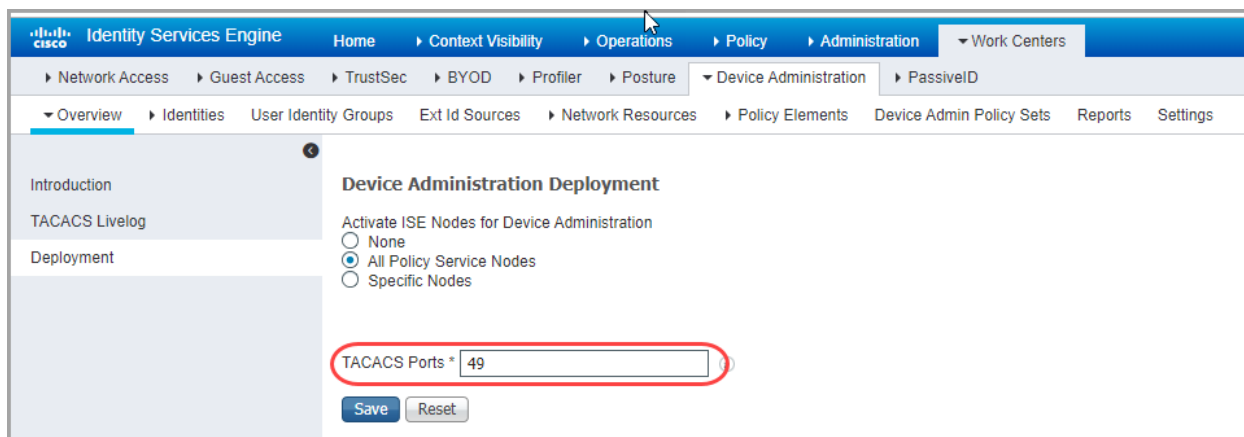 cisco Identity Services Engine Home Context Visibility Operations Policy Administration Work Centers
Network Access Guest Access TrustSec BYOD Profiler Posture Device Administration PassiveID
Overview Identities User Identity Groups Ext Id Sources Network Resources Policy Elements Device Admin Policy Sets Reports Settings
Introduction
TACACS Livelog
Deployment
Device Administration Deployment
Activate ISE Nodes for Device Administration
None
All Policy Service Nodes
Specific Nodes
TACACS Ports * 49
Save Reset